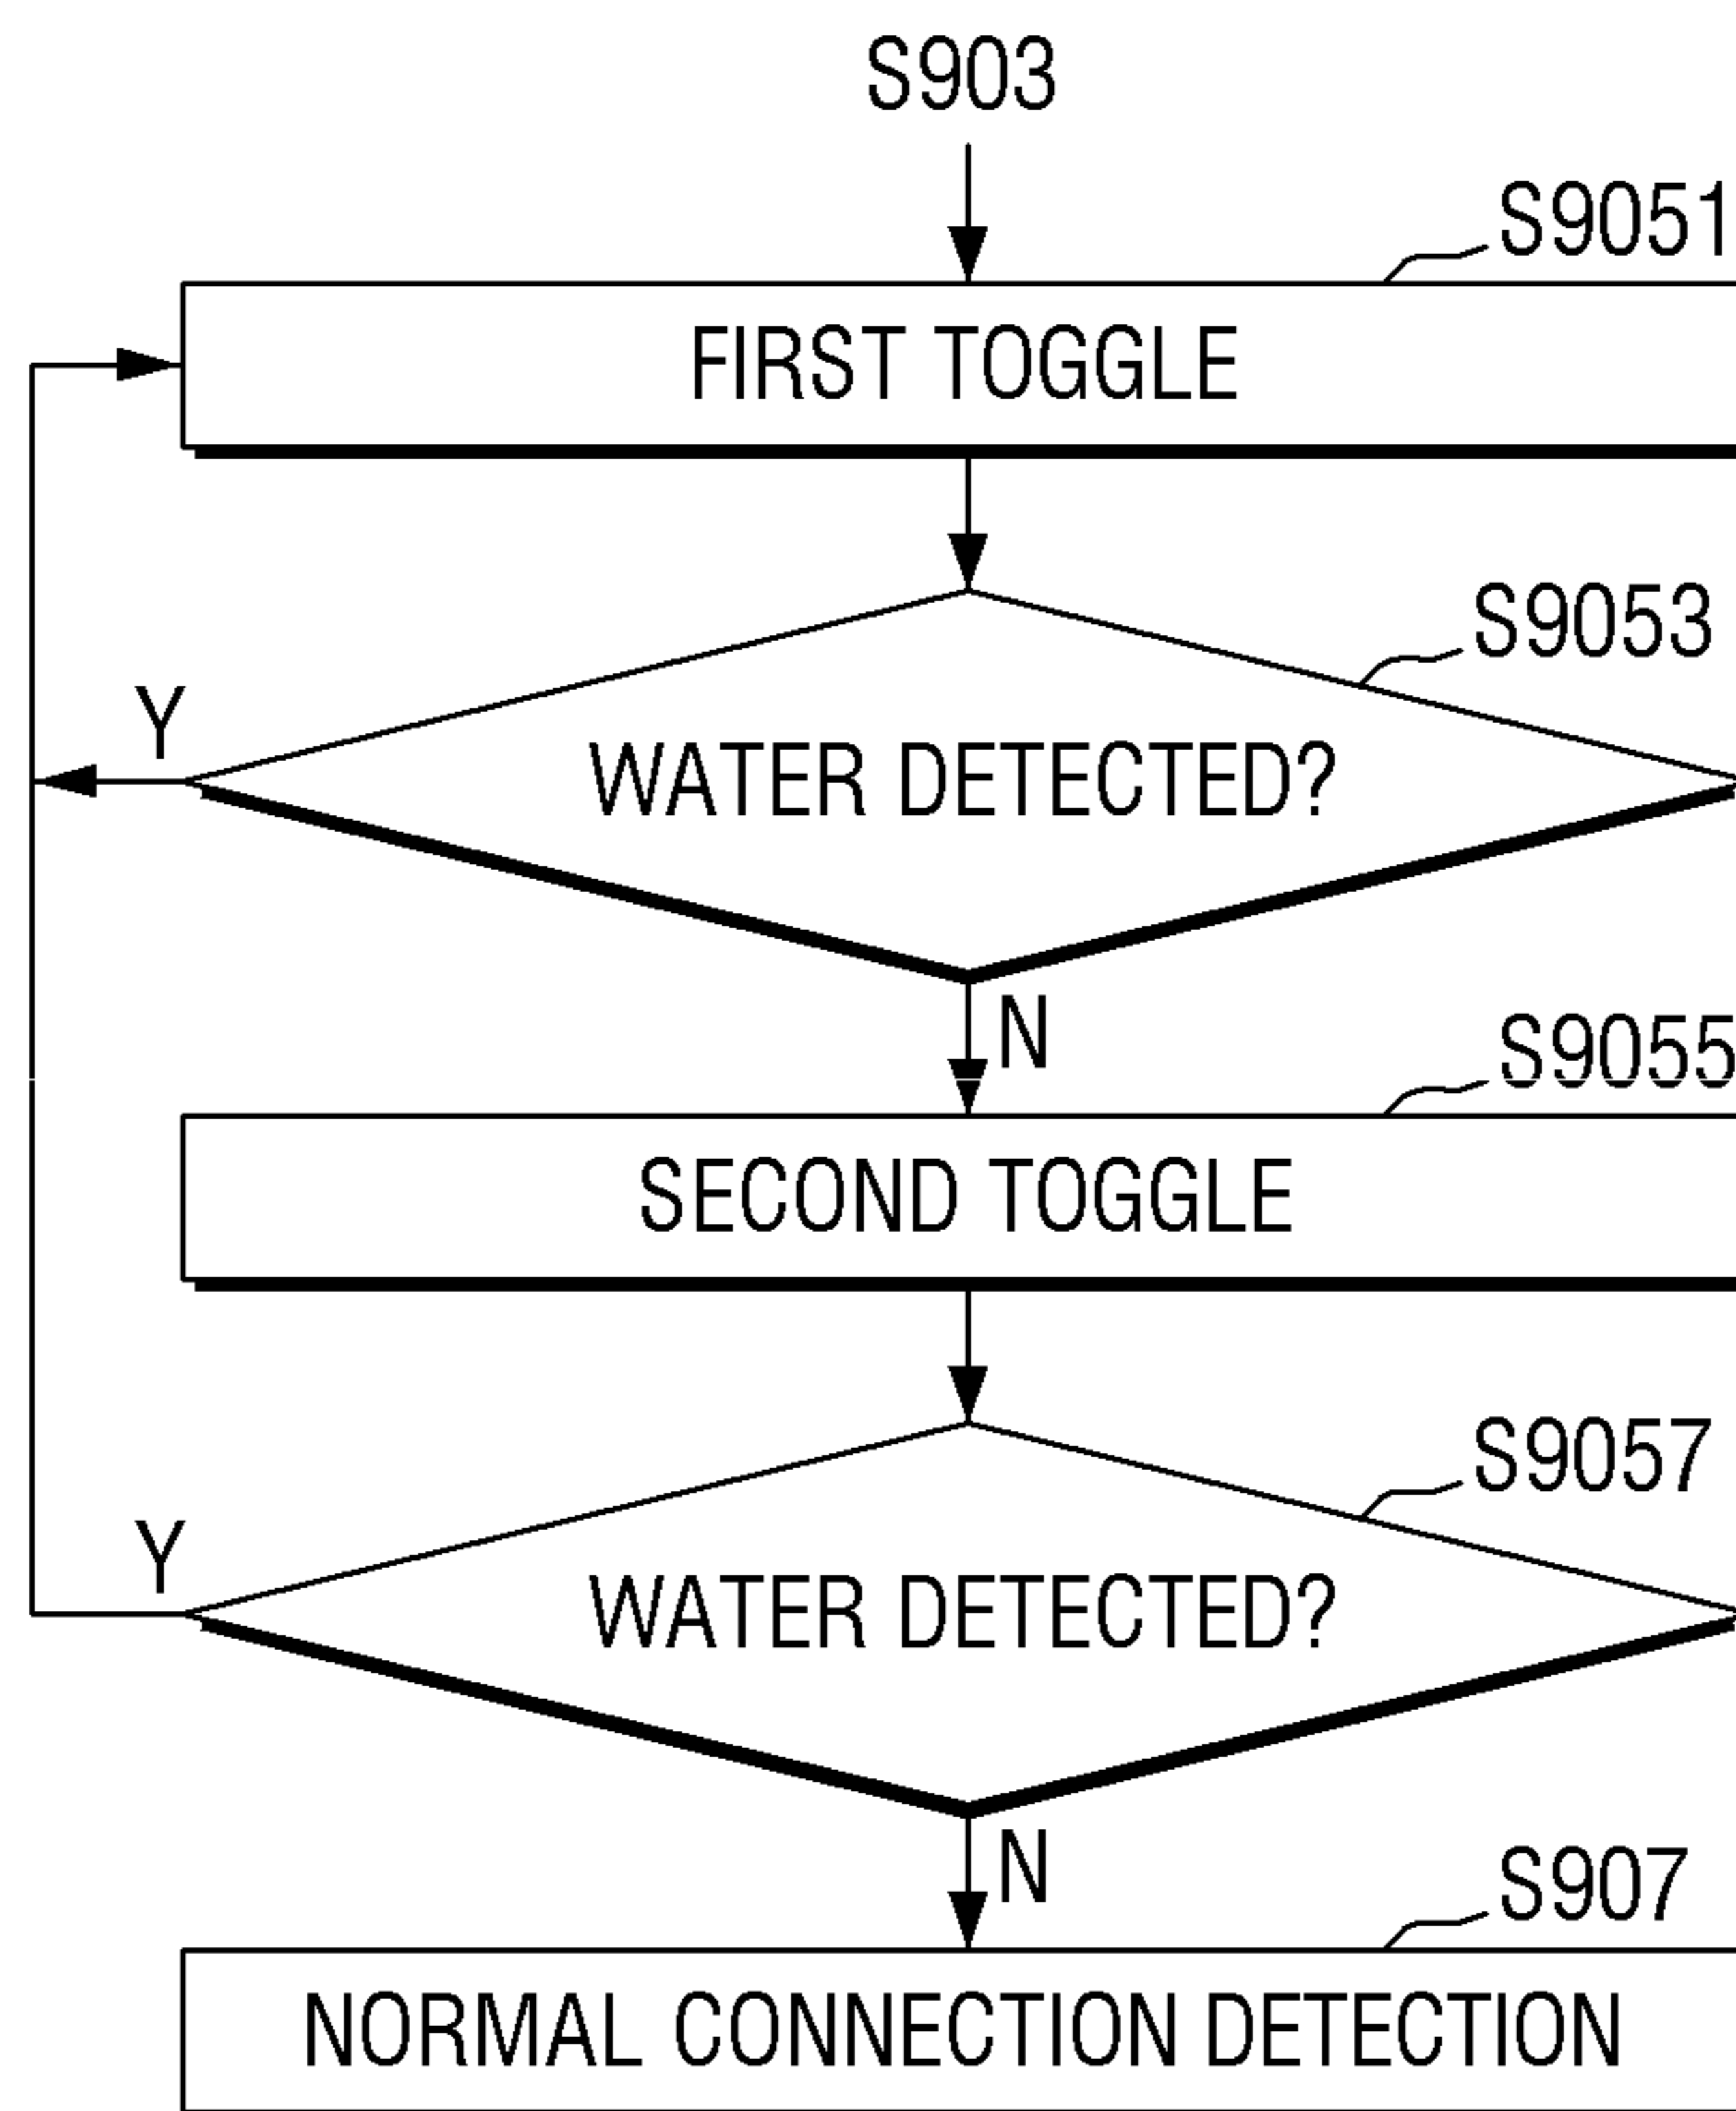 S903
S9051
FIRST TOGGLE
S9053
Y
WATER DETECTED?
N
S9055
SECOND TOGGLE
S9057
Y
WATER DETECTED?
N
S907
NORMAL CONNECTION DETECTION